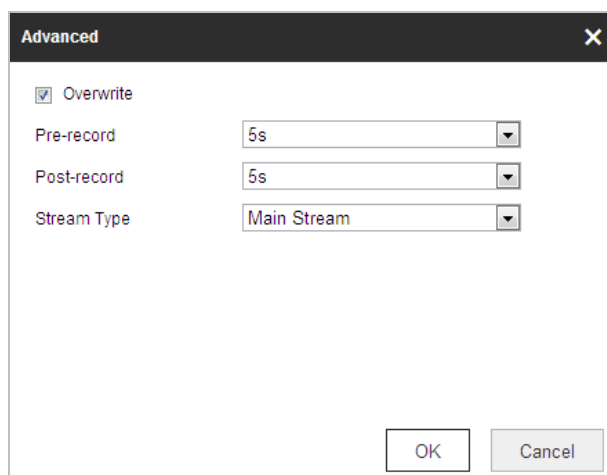 Advanced
Overwrite
Pre-record 5s
Post-record 5s
Stream Type Main Stream
OK Cancel